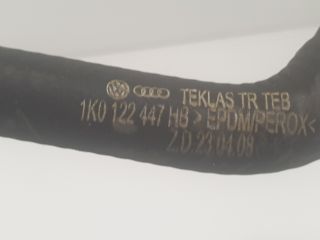 TEKLAS TR TEB
1K0 122 447 HB >EPDM/PEROX<
Z.D.23.04.09